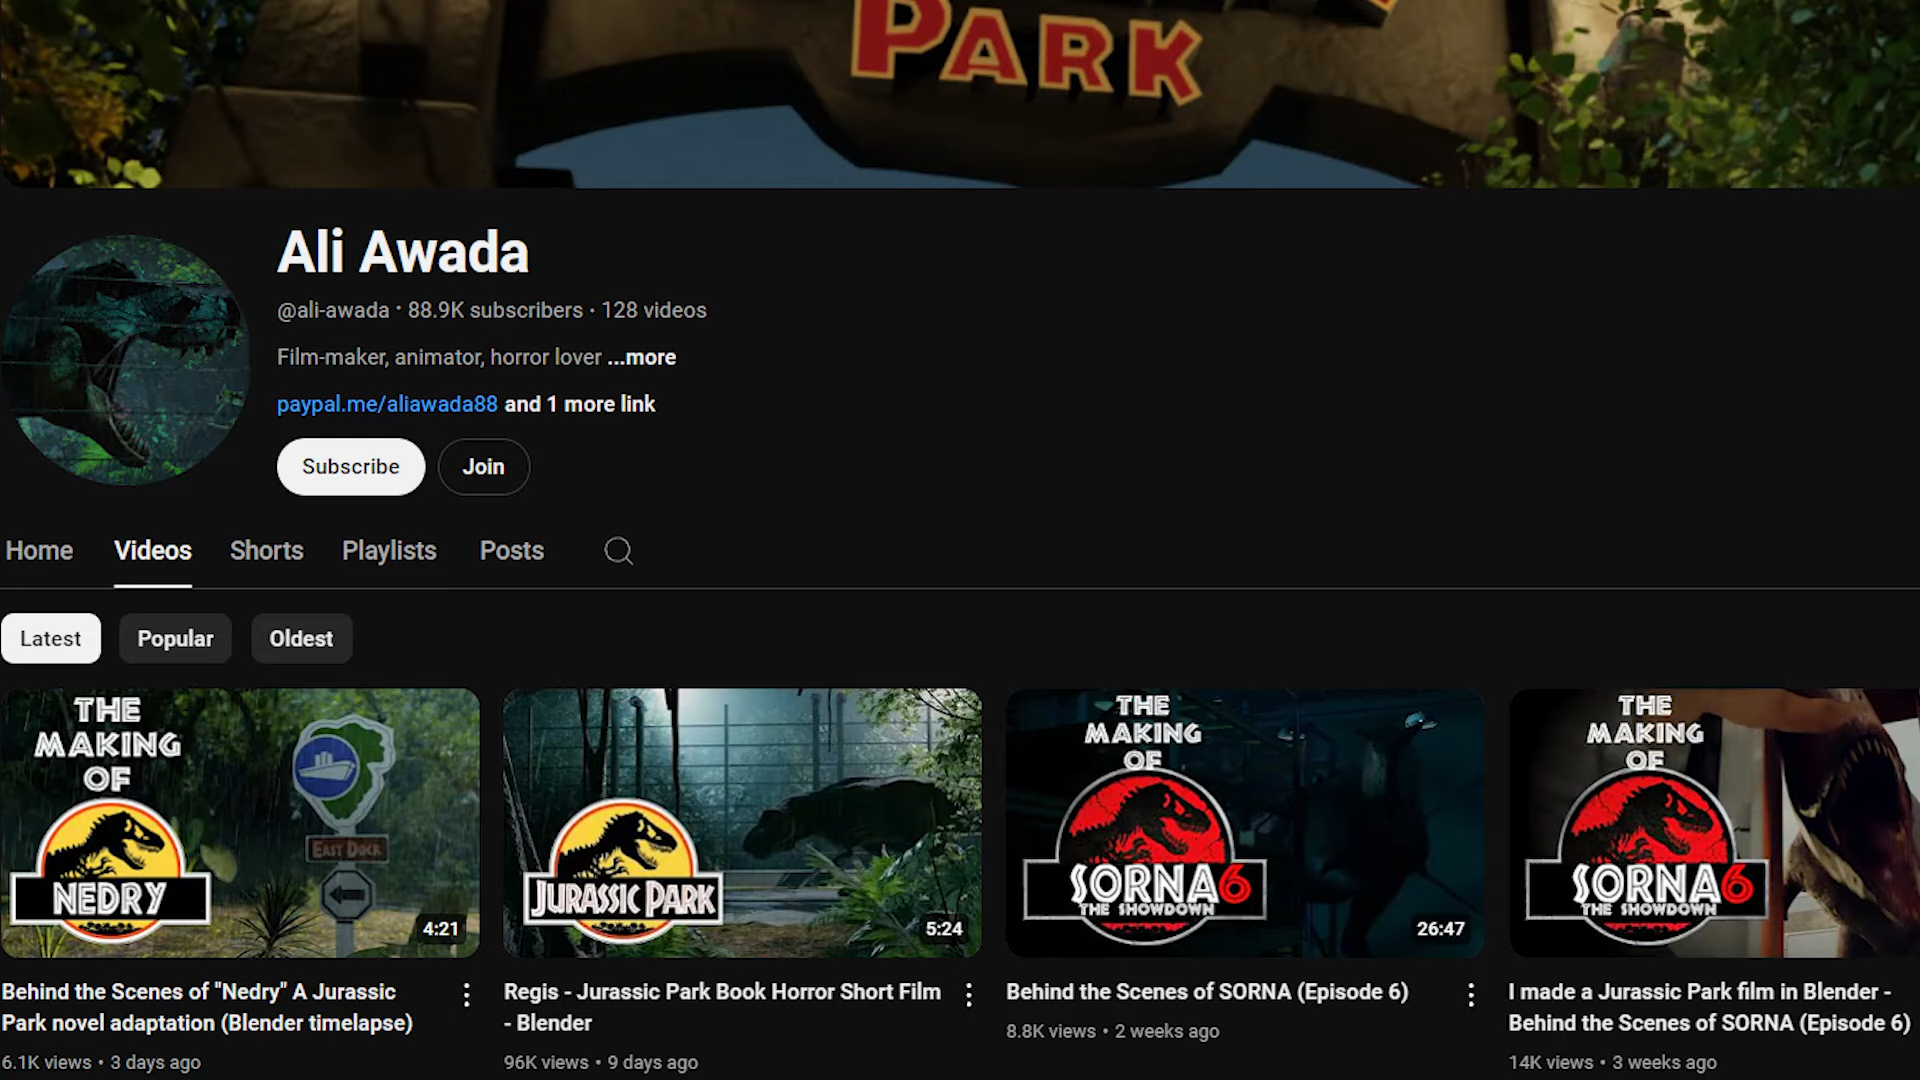 PARK
Ali Awada
@ali-awada • 88.9K subscribers • 128 videos
Film-maker, animator, horror lover ...more
paypal.me/aliawada88 and 1 more link
Subscribe
Join
Home
Videos
Shorts
Playlists
Posts
Latest
Popular
Oldest
THE
MAKING
OF
NEDRY
EAST DOCK
4:21
JURASSIC PARK
5:24
THE
MAKING
OF
SORNA6
THE SHOWDOWN
26:47
THE
MAKING
OF
SORNA6
THE SHOWDOWN
Behind the Scenes of "Nedry" A Jurassic
Park novel adaptation (Blender timelapse)
6.1K views • 3 days ago
Regis - Jurassic Park Book Horror Short Film
- Blender
96K views • 9 days ago
Behind the Scenes of SORNA (Episode 6)
8.8K views • 2 weeks ago
I made a Jurassic Park film in Blender -
Behind the Scenes of SORNA (Episode 6)
14K views • 3 weeks ago